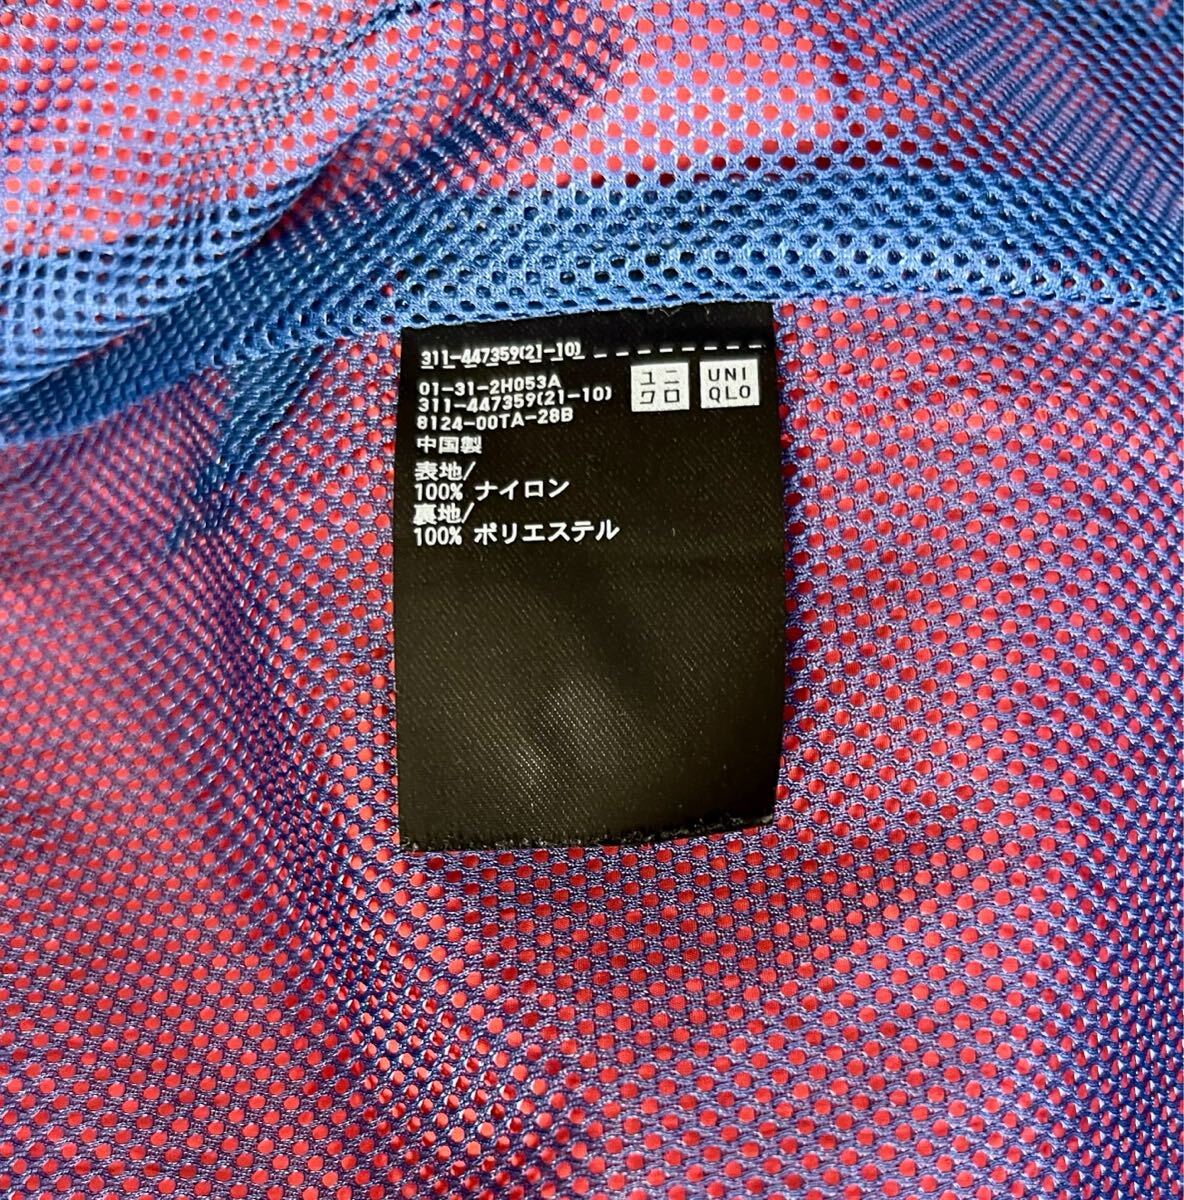 311-447359(21-10)
01-31-2H053A
311-447359(21-10)
8124-00TA-28B
中国製
表地/
100% ナイロン
裏地/
100% ポリエステル
ユニ
クロ
UNI
QLO